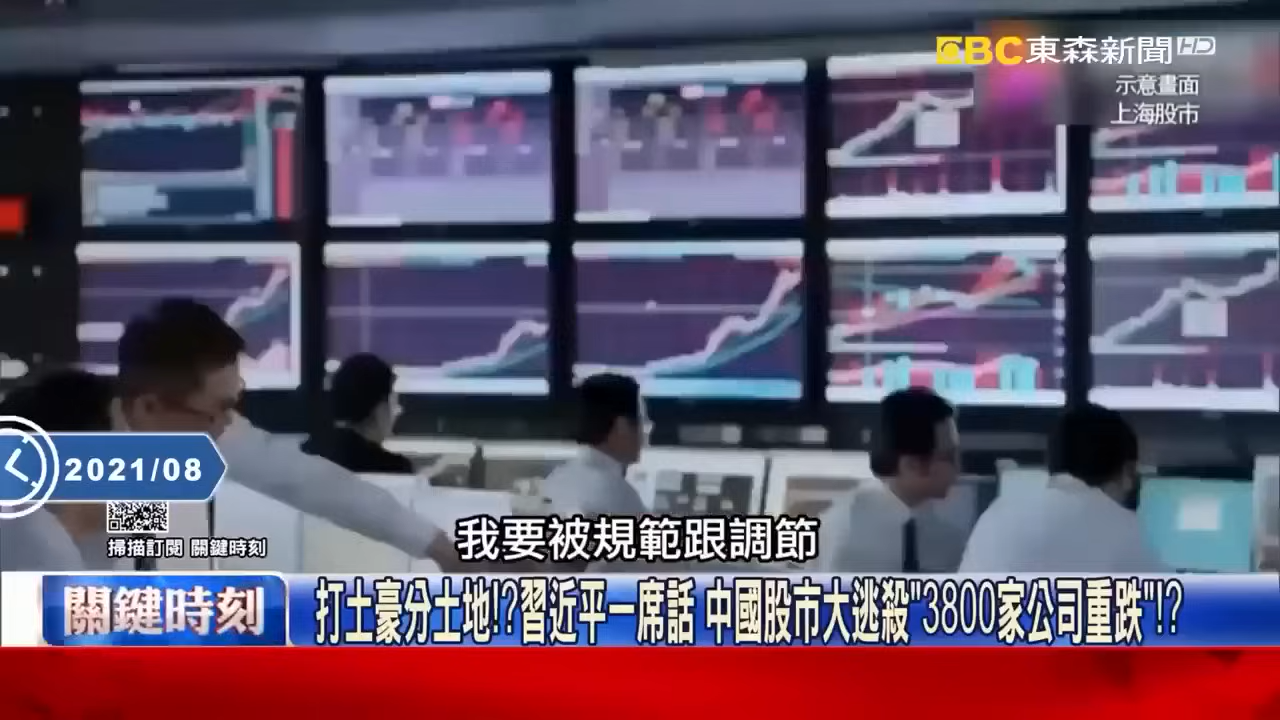 EBC東森新聞HD
示意畫面
上海股市
2021/08
掃描訂閱 關鍵時刻
我要被規範跟調節
關鍵時刻
打土豪分土地!?習近平一席話 中國股市大逃殺"3800家公司重跌"!?